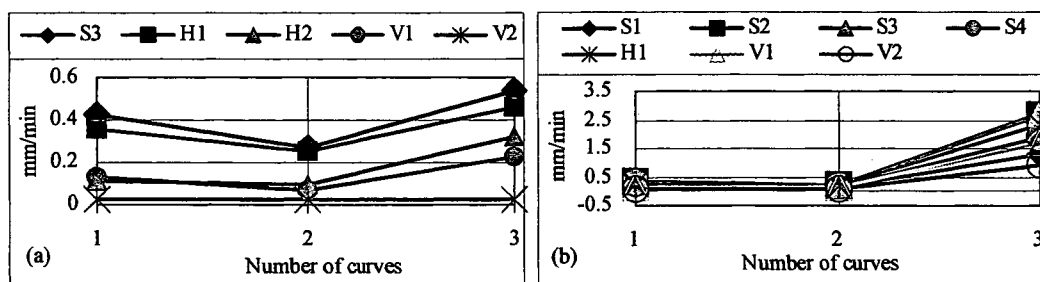 S3 H1 H2 V1 V2
mm/min
0.6
0.4
0.2
0
1 2 3
(a) Number of curves
S1 S2 S3 S4
H1 V1 V2
mm/min
3.5
2.5
1.5
0.5
-0.5
1 2 3
(b) Number of curves